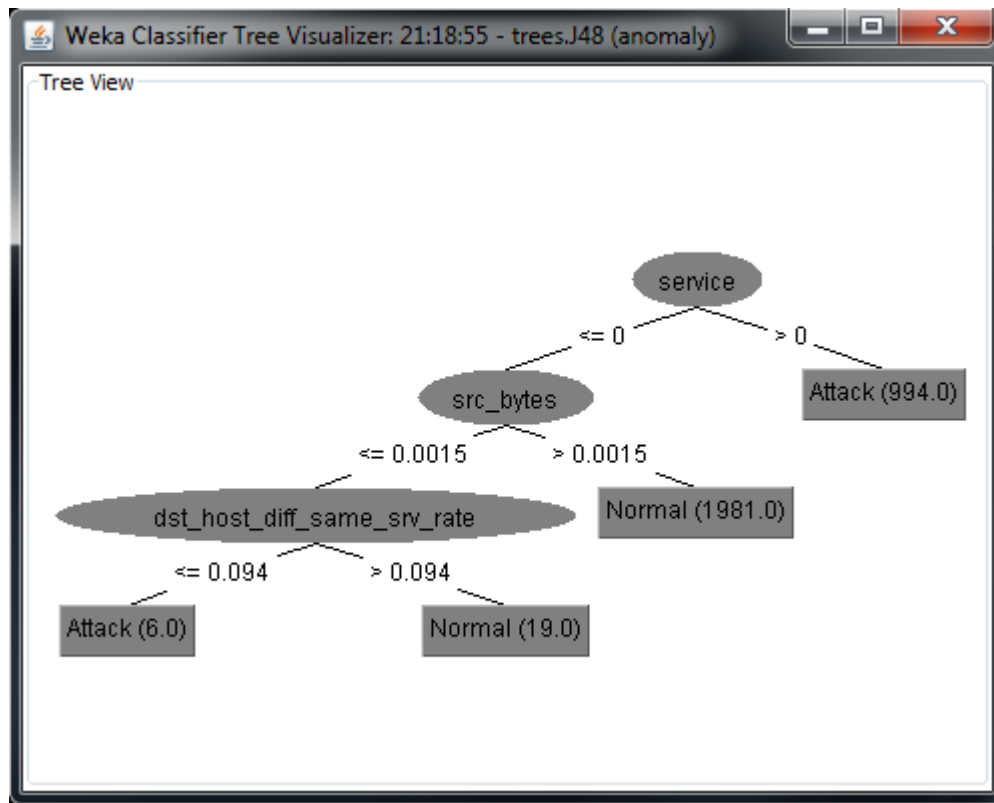 Weka Classifier Tree Visualizer: 21:18:55 - trees.J48 (anomaly)
Tree View
service
<= 0
> 0
src_bytes
Attack (994.0)
<= 0.0015
> 0.0015
dst_host_diff_same_srv_rate
Normal (1981.0)
<= 0.094
> 0.094
Attack (6.0)
Normal (19.0)